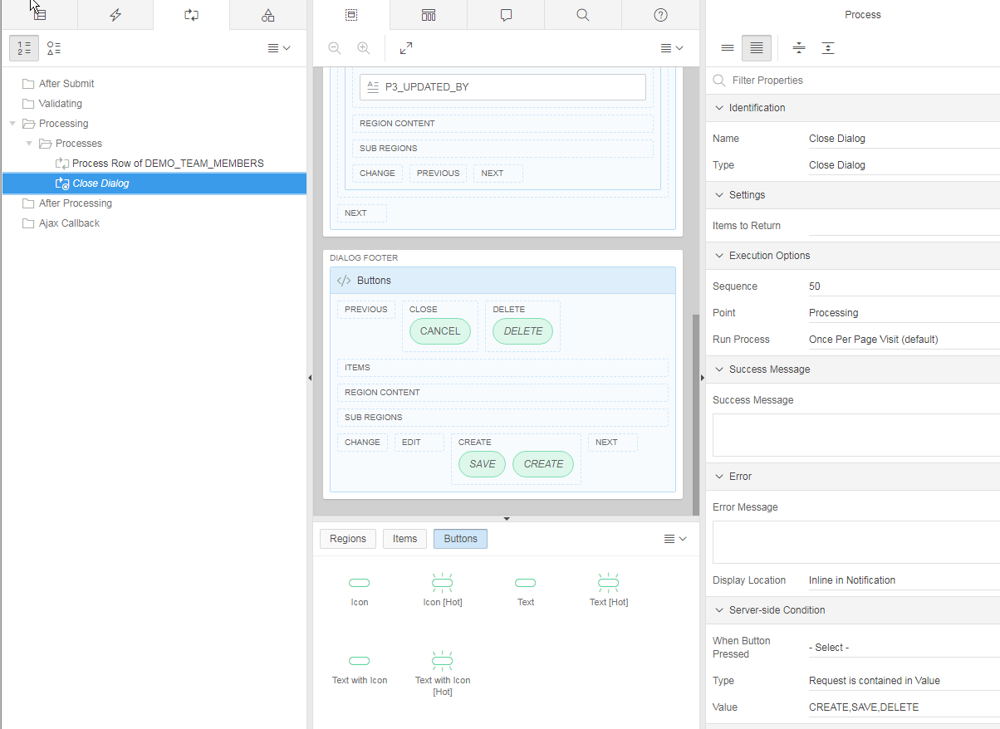 After Submit
Validating
Processing
Processes
Process Row of DEMO_TEAM_MEMBERS
Close Dialog
After Processing
Ajax Callback
P3_UPDATED_BY
REGION CONTENT
SUB REGIONS
CHANGE PREVIOUS NEXT
NEXT
DIALOG FOOTER
Buttons
PREVIOUS CLOSE DELETE
CANCEL DELETE
ITEMS
REGION CONTENT
SUB REGIONS
CHANGE EDIT CREATE NEXT
SAVE CREATE
Regions Items Buttons
Icon Icon [Hot] Text Text [Hot]
Text with Icon Text with Icon
[Hot]
Process
Filter Properties
Identification
Name Close Dialog
Type Close Dialog
Settings
Items to Return
Execution Options
Sequence 50
Point Processing
Run Process Once Per Page Visit (default)
Success Message
Success Message
Error
Error Message
Display Location Inline in Notification
Server-side Condition
When Button
Pressed - Select -
Type Request is contained in Value
Value CREATE,SAVE,DELETE